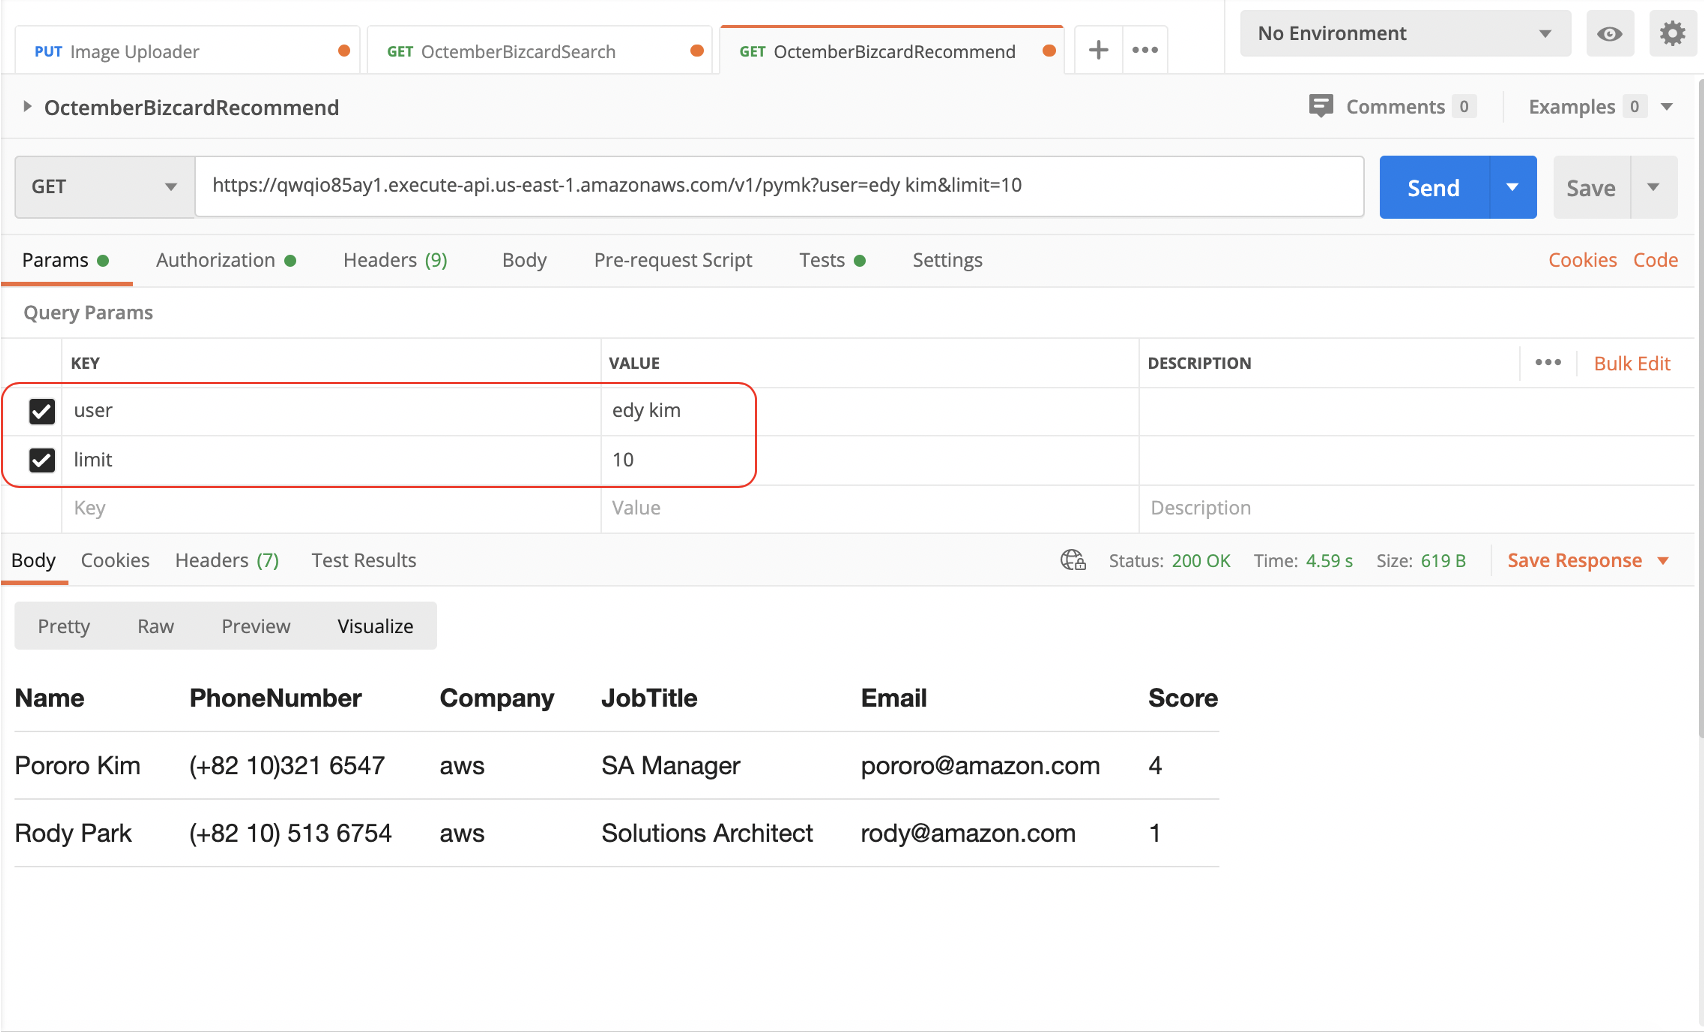 PUT Image Uploader GET OctemberBizcardSearch GET OctemberBizcardRecommend No Environment
OctemberBizcardRecommend Comments 0 Examples 0
GET https://qwqio85ay1.execute-api.us-east-1.amazonaws.com/v1/pymk?user=edy kim&limit=10 Send Save
Params Authorization Headers (9) Body Pre-request Script Tests Settings Cookies Code
Query Params
KEY VALUE DESCRIPTION Bulk Edit
user edy kim
limit 10
Key Value Description
Body Cookies Headers (7) Test Results Status: 200 OK Time: 4.59 s Size: 619 B Save Response
Pretty Raw Preview Visualize
Name PhoneNumber Company JobTitle Email Score
Pororo Kim (+82 10)321 6547 aws SA Manager pororo@amazon.com 4
Rody Park (+82 10) 513 6754 aws Solutions Architect rody@amazon.com 1